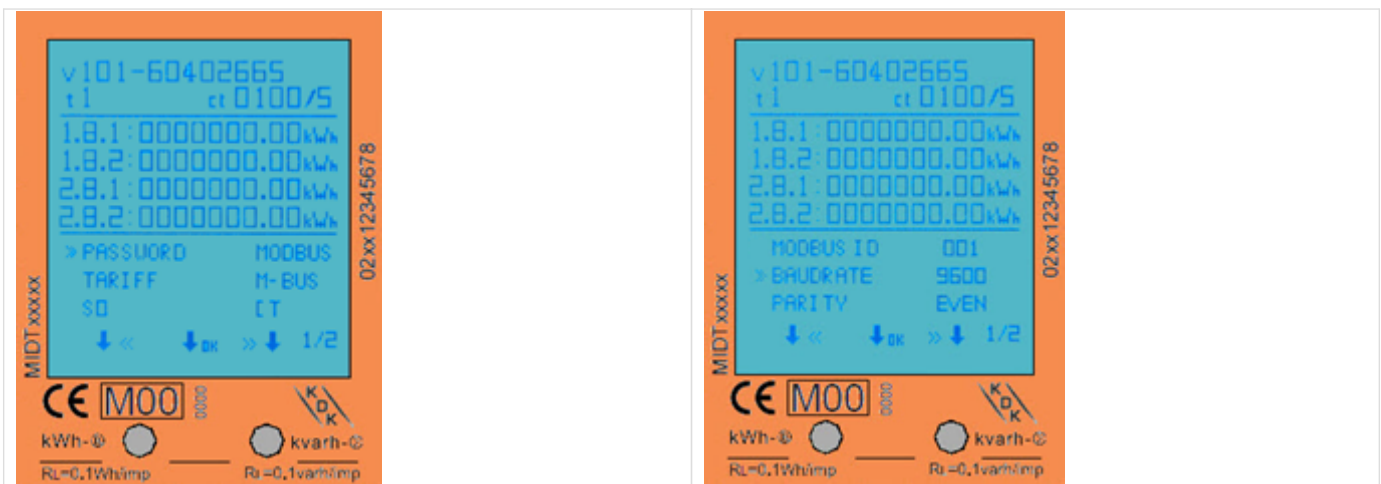 v101-60402665
t1 ct 0100/5
1.8.1:0000000.00kWh
1.8.2:0000000.00kWh
2.8.1:0000000.00kWh
2.8.2:0000000.00kWh
» PASSWORD MODBUS
TARIFF M-BUS
S0 CT
↓ « ↓OK » ↓ 1/2
MIDTxxxxx
02xx12345678
CE M00 0000
KDK
kWh- kvarh-
RL=0,1Wh/imp RL=0,1varh/imp
v101-60402665
t1 ct 0100/5
1.8.1:0000000.00kWh
1.8.2:0000000.00kWh
2.8.1:0000000.00kWh
2.8.2:0000000.00kWh
MODBUS ID 001
» BAUDRATE 9600
PARITY EVEN
↓ « ↓OK » ↓ 1/2
MIDTxxxxx
02xx12345678
CE M00 0000
KDK
kWh- kvarh-
RL=0,1Wh/imp RL=0,1varh/imp